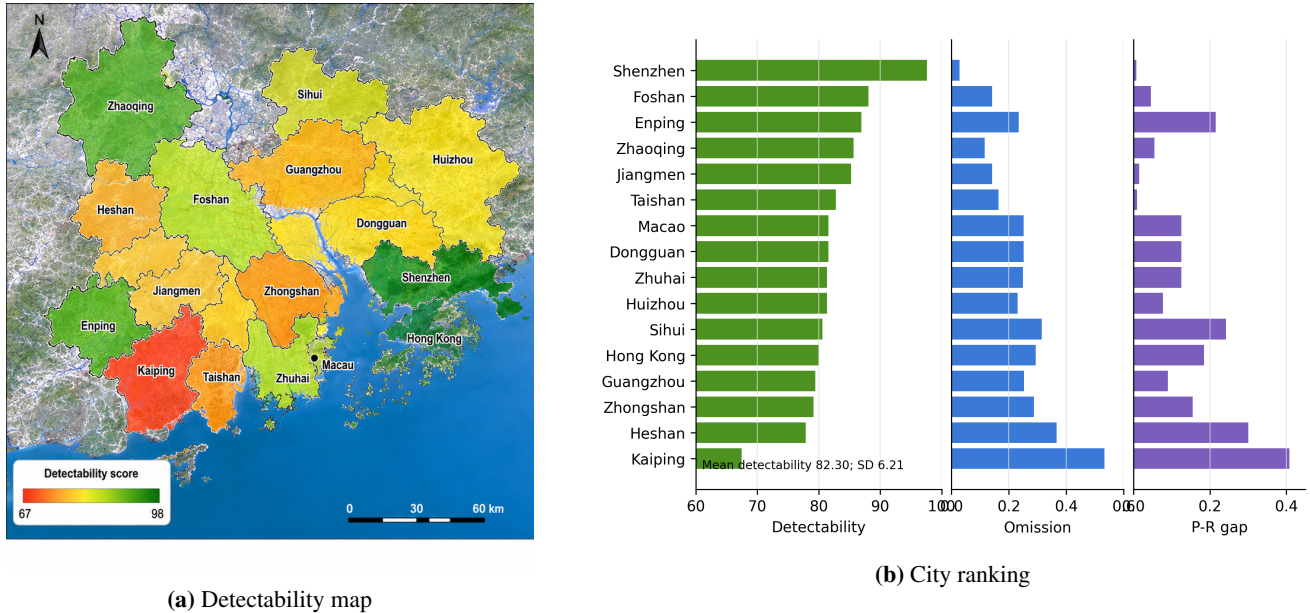 N
Zhaoqing
Sihui
Guangzhou
Huizhou
Heshan
Foshan
Dongguan
Shenzhen
Jiangmen
Zhongshan
Enping
Hong Kong
Kaiping
Taishan
Zhuhai
Macau
Detectability score
67 98
0 30 60 km
(a) Detectability map
Shenzhen
Foshan
Enping
Zhaoqing
Jiangmen
Taishan
Macao
Dongguan
Zhuhai
Huizhou
Sihui
Hong Kong
Guangzhou
Zhongshan
Heshan
Kaiping
Mean detectability 82.30; SD 6.21
60 70 80 90 100
Detectability
0.0 0.2 0.4 0.6
Omission
0.0 0.2 0.4
P-R gap
(b) City ranking